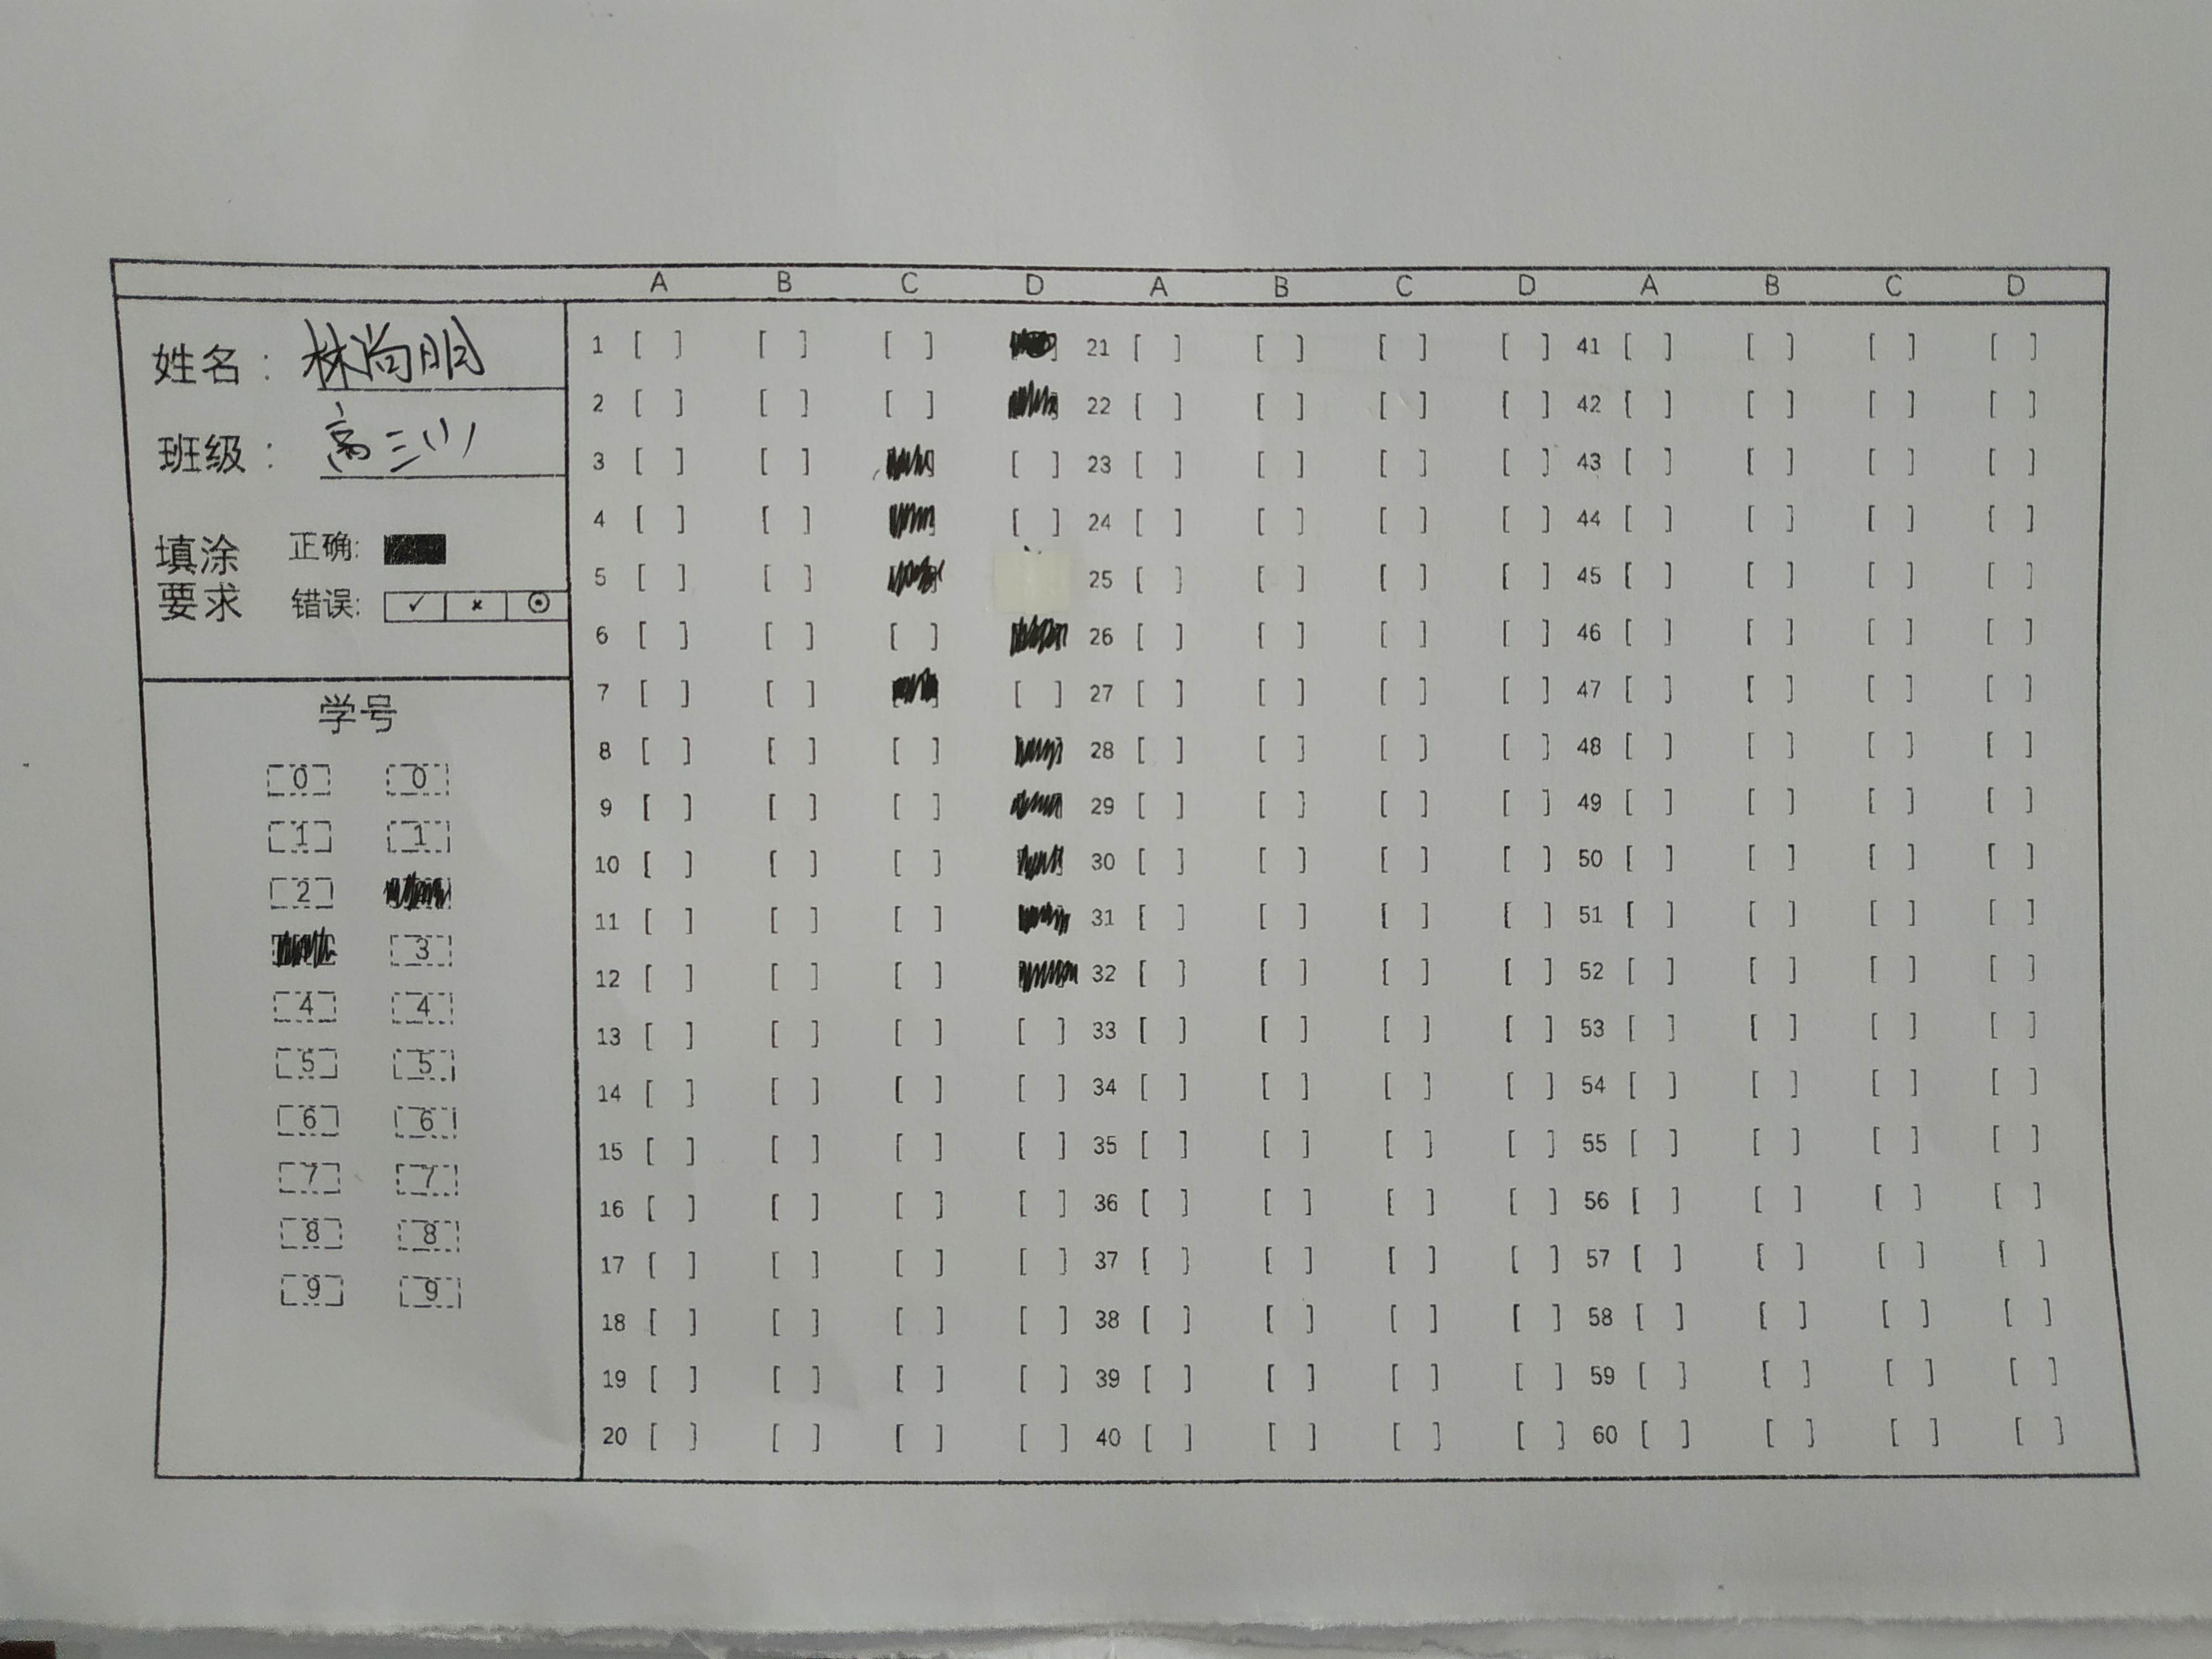 A B C D A B C D A B C D
姓名: 林尚明
班级: 高三(1)
填涂要求 正确:
错误: ✓ × ⊙
学号
0 0
1 1
2
3
4 4
5 5
6 6
7 7
8 8
9 9
1 [ ] [ ] [ ] 21 [ ] [ ] [ ] [ ] 41 [ ] [ ] [ ] [ ]
2 [ ] [ ] [ ] 22 [ ] [ ] [ ] [ ] 42 [ ] [ ] [ ] [ ]
3 [ ] [ ] [ ] 23 [ ] [ ] [ ] [ ] 43 [ ] [ ] [ ] [ ]
4 [ ] [ ] [ ] 24 [ ] [ ] [ ] [ ] 44 [ ] [ ] [ ] [ ]
5 [ ] [ ] 25 [ ] [ ] [ ] [ ] 45 [ ] [ ] [ ] [ ]
6 [ ] [ ] [ ] 26 [ ] [ ] [ ] [ ] 46 [ ] [ ] [ ] [ ]
7 [ ] [ ] [ ] 27 [ ] [ ] [ ] [ ] 47 [ ] [ ] [ ] [ ]
8 [ ] [ ] [ ] 28 [ ] [ ] [ ] [ ] 48 [ ] [ ] [ ] [ ]
9 [ ] [ ] [ ] 29 [ ] [ ] [ ] [ ] 49 [ ] [ ] [ ] [ ]
10 [ ] [ ] [ ] 30 [ ] [ ] [ ] [ ] 50 [ ] [ ] [ ] [ ]
11 [ ] [ ] [ ] 31 [ ] [ ] [ ] [ ] 51 [ ] [ ] [ ] [ ]
12 [ ] [ ] [ ] 32 [ ] [ ] [ ] [ ] 52 [ ] [ ] [ ] [ ]
13 [ ] [ ] [ ] [ ] 33 [ ] [ ] [ ] [ ] 53 [ ] [ ] [ ] [ ]
14 [ ] [ ] [ ] [ ] 34 [ ] [ ] [ ] [ ] 54 [ ] [ ] [ ] [ ]
15 [ ] [ ] [ ] [ ] 35 [ ] [ ] [ ] [ ] 55 [ ] [ ] [ ] [ ]
16 [ ] [ ] [ ] [ ] 36 [ ] [ ] [ ] [ ] 56 [ ] [ ] [ ] [ ]
17 [ ] [ ] [ ] [ ] 37 [ ] [ ] [ ] [ ] 57 [ ] [ ] [ ] [ ]
18 [ ] [ ] [ ] [ ] 38 [ ] [ ] [ ] [ ] 58 [ ] [ ] [ ] [ ]
19 [ ] [ ] [ ] [ ] 39 [ ] [ ] [ ] [ ] 59 [ ] [ ] [ ] [ ]
20 [ ] [ ] [ ] [ ] 40 [ ] [ ] [ ] [ ] 60 [ ] [ ] [ ] [ ]